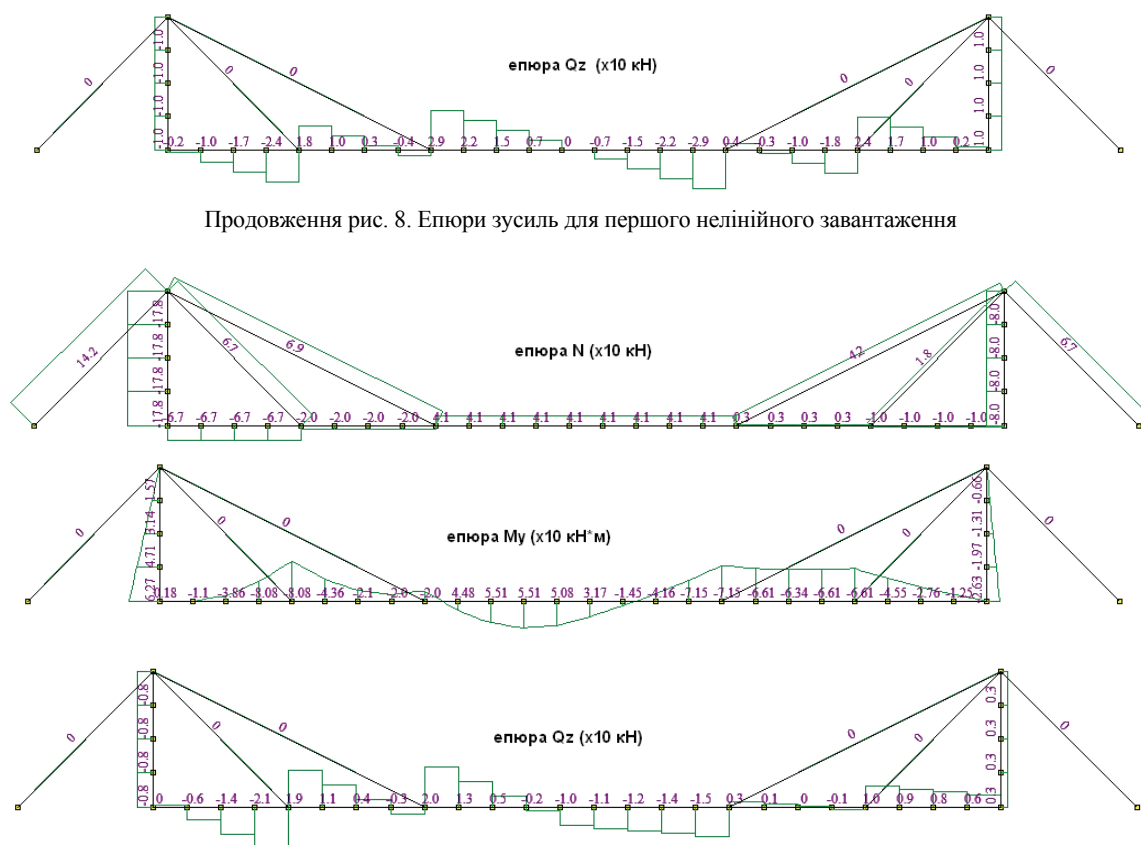 епюра Qz (x10 кН)
0 0 0 0 0 0
-1.0 -1.0 -1.0 -1.0
1.0 1.0 1.0 1.0
-0.2 -1.0 -1.7 -2.4 1.8 1.0 0.3 -0.4 2.9 2.2 1.5 0.7 0 -0.7 -1.5 -2.2 -2.9 0.4 -0.3 -1.0 -1.8 2.4 1.7 1.0 0.2
Продовження рис. 8. Епюри зусиль для першого нелінійного завантаження
епюра N (x10 кН)
14.2 6.7 6.9 4.2 1.8 6.7
-17.8 -17.8 -17.8 -17.8
-8.0 -8.0 -8.0 -8.0
-6.7 -6.7 -6.7 -6.7 -2.0 -2.0 -2.0 -2.0 4.1 4.1 4.1 4.1 4.1 4.1 4.1 4.1 4.1 0.3 0.3 0.3 0.3 -1.0 -1.0 -1.0 -1.0
епюра My (x10 кН*м)
0 0 0 0 0 0
1.57 3.14 4.71 6.27
-0.66 -1.31 -1.97 -2.63
0.18 -1.1 -3.86 -8.08 -8.08 -4.36 -2.1 -2.0 -2.0 4.48 5.51 5.51 5.08 3.17 -1.45 -4.16 -7.15 -7.15 -6.61 -6.34 -6.61 -6.61 -4.55 -2.76 -1.25
епюра Qz (x10 кН)
0 0 0 0 0 0
-0.8 -0.8 -0.8 -0.8
0.3 0.3 0.3 0.3
0 -0.6 -1.4 -2.1 1.9 1.1 0.4 -0.3 2.0 1.3 0.5 -0.2 -1.0 -1.1 -1.2 -1.4 -1.5 0.3 0.1 0 -0.1 1.0 0.9 0.8 0.6